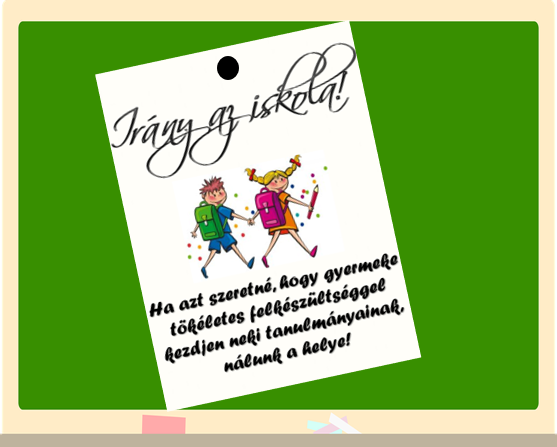 Irány az iskola!
Ha azt szeretné, hogy gyermeke
tökéletes felkészültséggel
kezdjen neki tanulmányainak,
nálunk a helye!